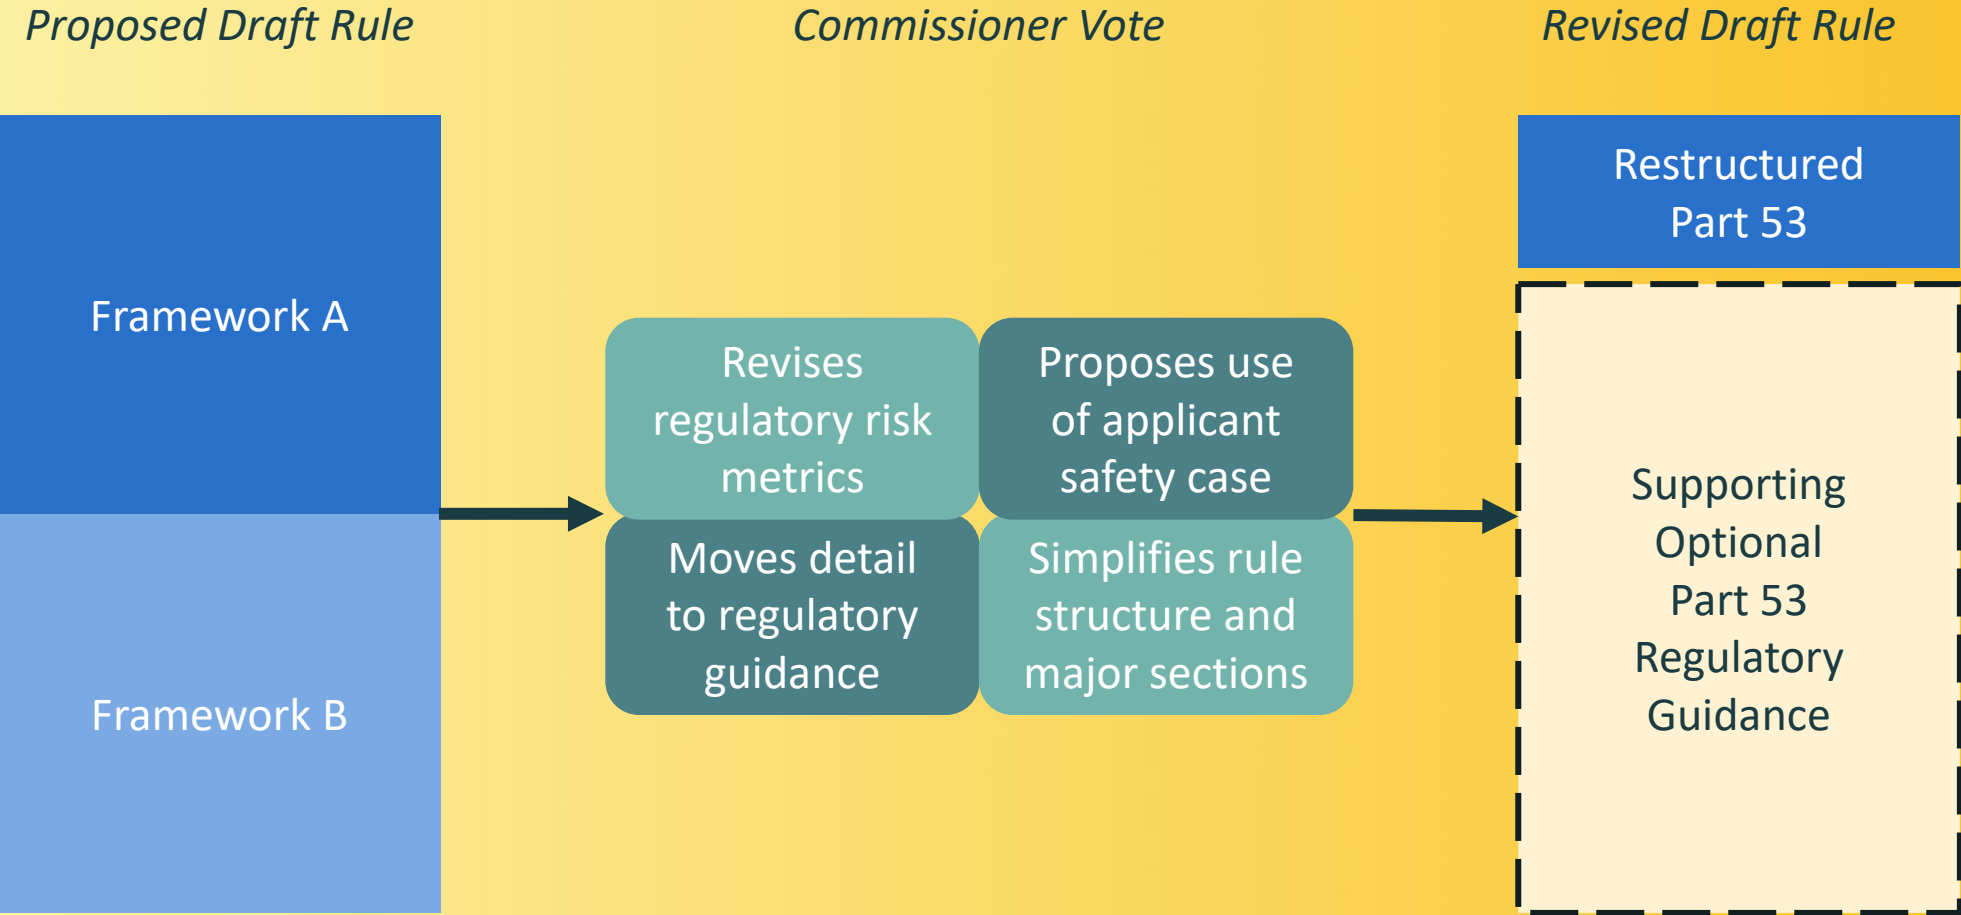 Proposed Draft Rule
Commissioner Vote
Revised Draft Rule
Framework A
Framework B
Revises
regulatory risk
metrics
Proposes use
of applicant
safety case
Moves detail
to regulatory
guidance
Simplifies rule
structure and
major sections
Restructured
Part 53
Supporting
Optional
Part 53
Regulatory
Guidance